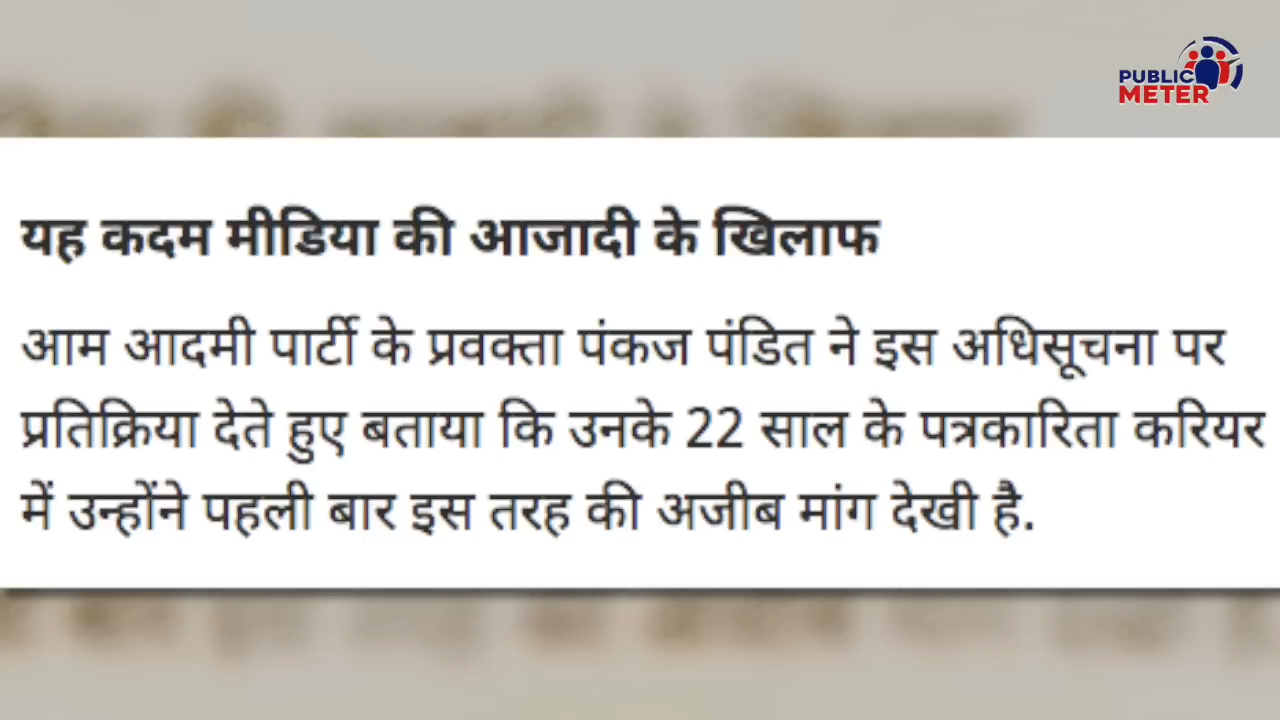 PUBLIC
METER
यह कदम मीडिया की आजादी के खिलाफ
आम आदमी पार्टी के प्रवक्ता पंकज पंडित ने इस अधिसूचना पर
प्रतिक्रिया देते हुए बताया कि उनके 22 साल के पत्रकारिता करियर
में उन्होंने पहली बार इस तरह की अजीब मांग देखी है.